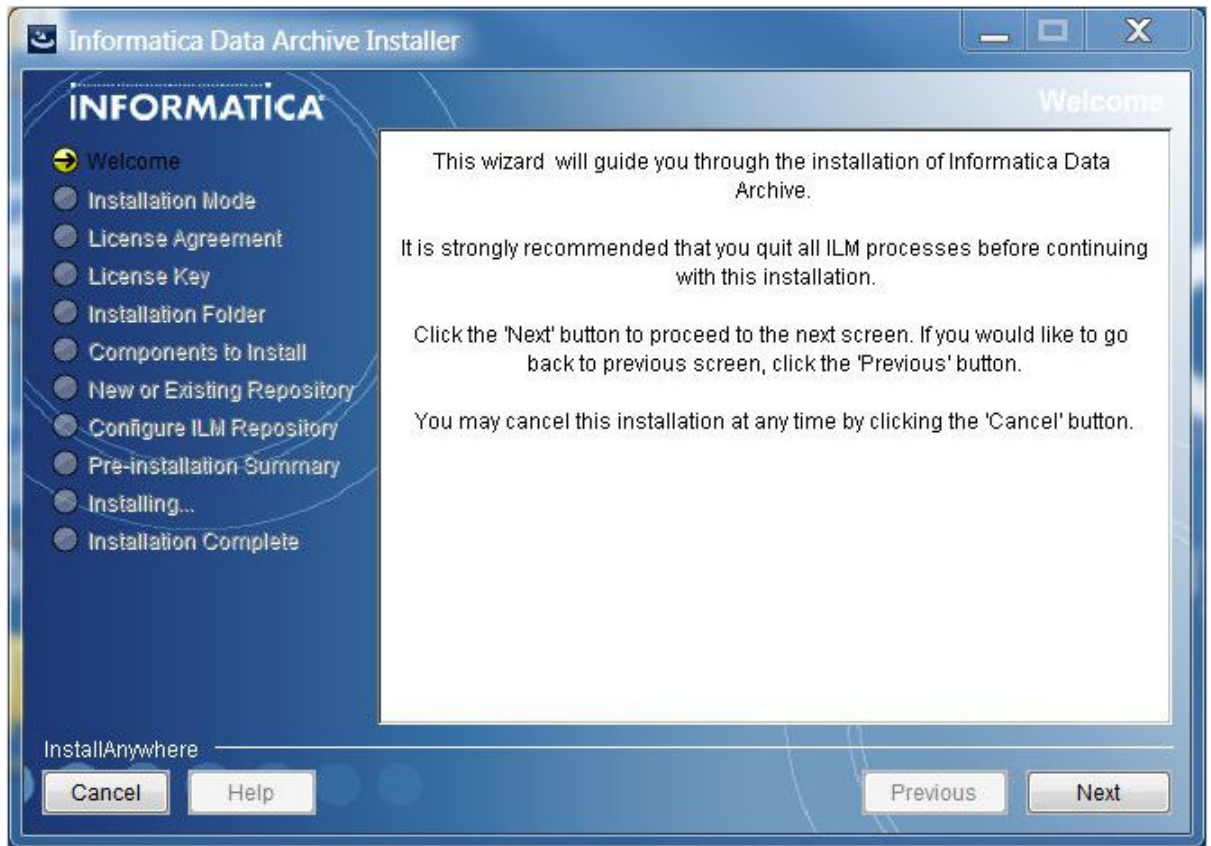 Informatica Data Archive Installer
INFORMATICA
Welcome
Welcome
Installation Mode
License Agreement
License Key
Installation Folder
Components to Install
New or Existing Repository
Configure ILM Repository
Pre-installation Summary
Installing...
Installation Complete
This wizard will guide you through the installation of Informatica Data
Archive.
It is strongly recommended that you quit all ILM processes before continuing
with this installation.
Click the 'Next' button to proceed to the next screen. If you would like to go
back to previous screen, click the 'Previous' button.
You may cancel this installation at any time by clicking the 'Cancel' button.
InstallAnywhere
Cancel
Help
Previous
Next